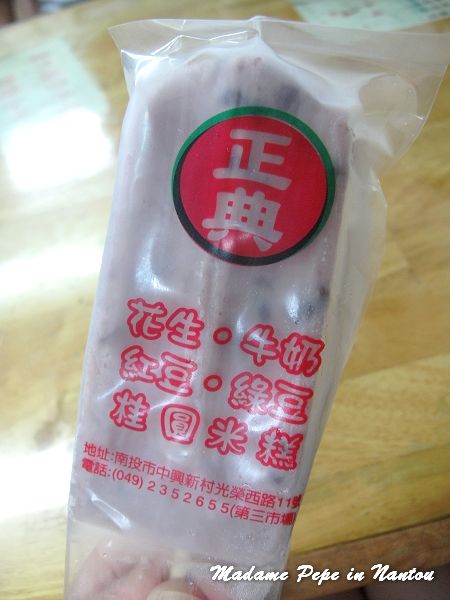 正
典
花生・牛奶
紅豆・綠豆
桂圓米糕
地址:南投市中興新村光榮西路11號
電話:(049)2352655(第三市場
Madame Pepe in Nantou